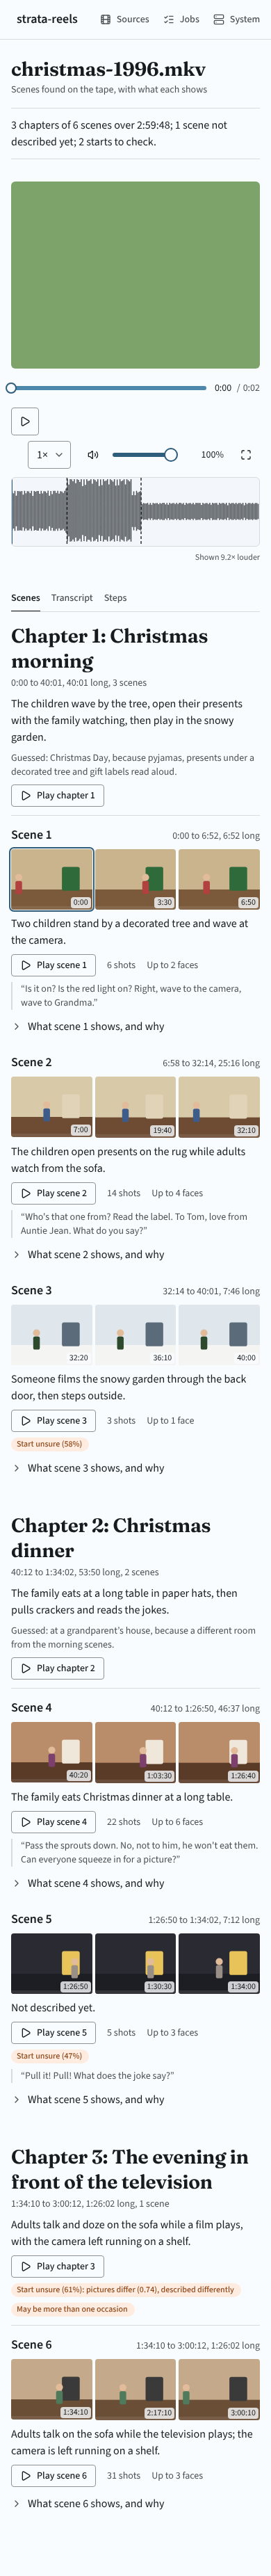 strata-reels Sources Jobs System
christmas-1996.mkv
Scenes found on the tape, with what each shows
3 chapters of 6 scenes over 2:59:48; 1 scene not
described yet; 2 starts to check.
0:00 / 0:02
1× 100%
Shown 9.2× louder
Scenes Transcript Steps
Chapter 1: Christmas
morning
0:00 to 40:01, 40:01 long, 3 scenes
The children wave by the tree, open their presents
with the family watching, then play in the snowy
garden.
Guessed: Christmas Day, because pyjamas, presents under a
decorated tree and gift labels read aloud.
Play chapter 1
Scene 1 0:00 to 6:52, 6:52 long
0:00 3:30 6:50
Two children stand by a decorated tree and wave at
the camera.
Play scene 1 6 shots Up to 2 faces
“Is it on? Is the red light on? Right, wave to the camera,
wave to Grandma.”
What scene 1 shows, and why
Scene 2 6:58 to 32:14, 25:16 long
7:00 19:40 32:10
The children open presents on the rug while adults
watch from the sofa.
Play scene 2 14 shots Up to 4 faces
“Who's that one from? Read the label. To Tom, love from
Auntie Jean. What do you say?”
What scene 2 shows, and why
Scene 3 32:14 to 40:01, 7:46 long
32:20 36:10 40:00
Someone films the snowy garden through the back
door, then steps outside.
Play scene 3 3 shots Up to 1 face
Start unsure (58%)
What scene 3 shows, and why
Chapter 2: Christmas
dinner
40:12 to 1:34:02, 53:50 long, 2 scenes
The family eats at a long table in paper hats, then
pulls crackers and reads the jokes.
Guessed: at a grandparent's house, because a different room
from the morning scenes.
Play chapter 2
Scene 4 40:12 to 1:26:50, 46:37 long
40:20 1:03:30 1:26:40
The family eats Christmas dinner at a long table.
Play scene 4 22 shots Up to 6 faces
“Pass the sprouts down. No, not to him, he won't eat them.
Can everyone squeeze in for a picture?”
What scene 4 shows, and why
Scene 5 1:26:50 to 1:34:02, 7:12 long
1:26:50 1:30:30 1:34:00
Not described yet.
Play scene 5 5 shots Up to 3 faces
Start unsure (47%)
“Pull it! Pull! What does the joke say?”
What scene 5 shows, and why
Chapter 3: The evening in
front of the television
1:34:10 to 3:00:12, 1:26:02 long, 1 scene
Adults talk and doze on the sofa while a film plays,
with the camera left running on a shelf.
Play chapter 3
Start unsure (61%): pictures differ (0.74), described differently
May be more than one occasion
Scene 6 1:34:10 to 3:00:12, 1:26:02 long
1:34:10 2:17:10 3:00:10
Adults talk on the sofa while the television plays; the
camera is left running on a shelf.
Play scene 6 31 shots Up to 3 faces
What scene 6 shows, and why